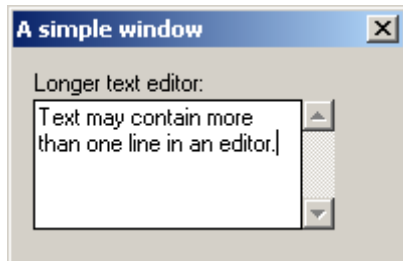 A simple window
Longer text editor:
Text may contain more
than one line in an editor.